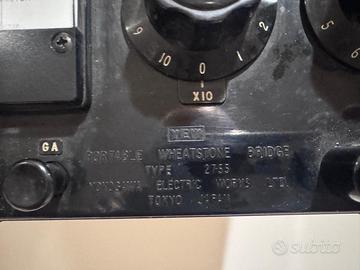 9 10 0 1 2
X10
6 5
YEW
GA
PORTABLE WHEATSTONE BRIDGE
TYPE 2755
YOKOGAWA ELECTRIC WORKS LTD.
TOKYO JAPAN
subito